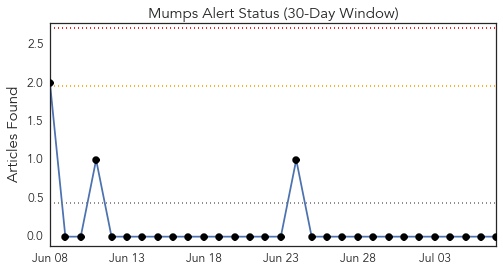 Mumps Alert Status (30-Day Window)
Articles Found
2.5
2.0
1.5
1.0
0.5
0.0
Jun 08 Jun 13 Jun 18 Jun 23 Jun 28 Jul 03